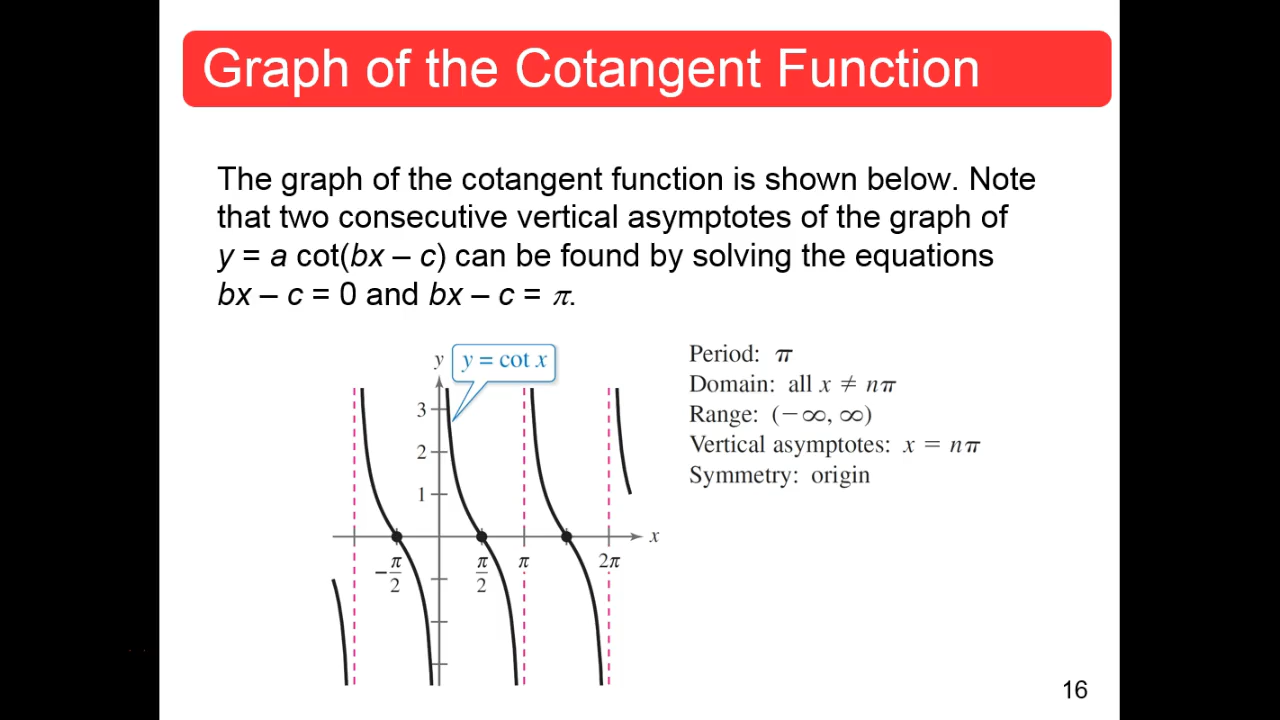 Graph of the Cotangent Function
The graph of the cotangent function is shown below. Note
that two consecutive vertical asymptotes of the graph of
y = a cot(bx – c) can be found by solving the equations
bx – c = 0 and bx – c = π.
y
y = cot x
3
2
1
x
−π/2
π/2
π
2π
Period: π
Domain: all x ≠ nπ
Range: (−∞, ∞)
Vertical asymptotes: x = nπ
Symmetry: origin
16